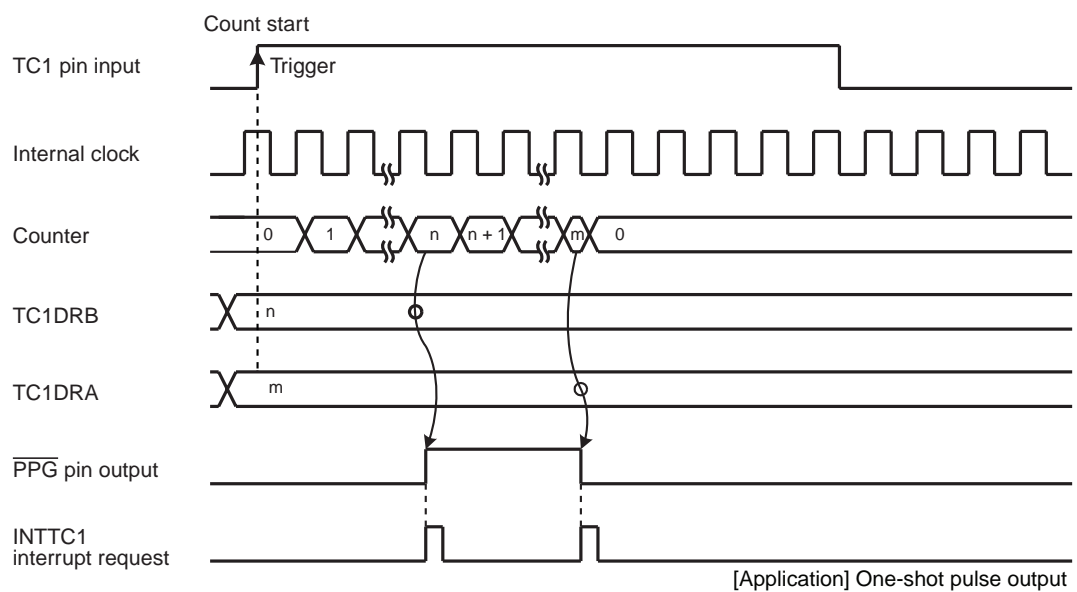 Count start
TC1 pin input
Trigger
Internal clock
Counter
0 1 n n + 1 m 0
TC1DRB
n
TC1DRA
m
PPG pin output
INTTC1
interrupt request
[Application] One-shot pulse output